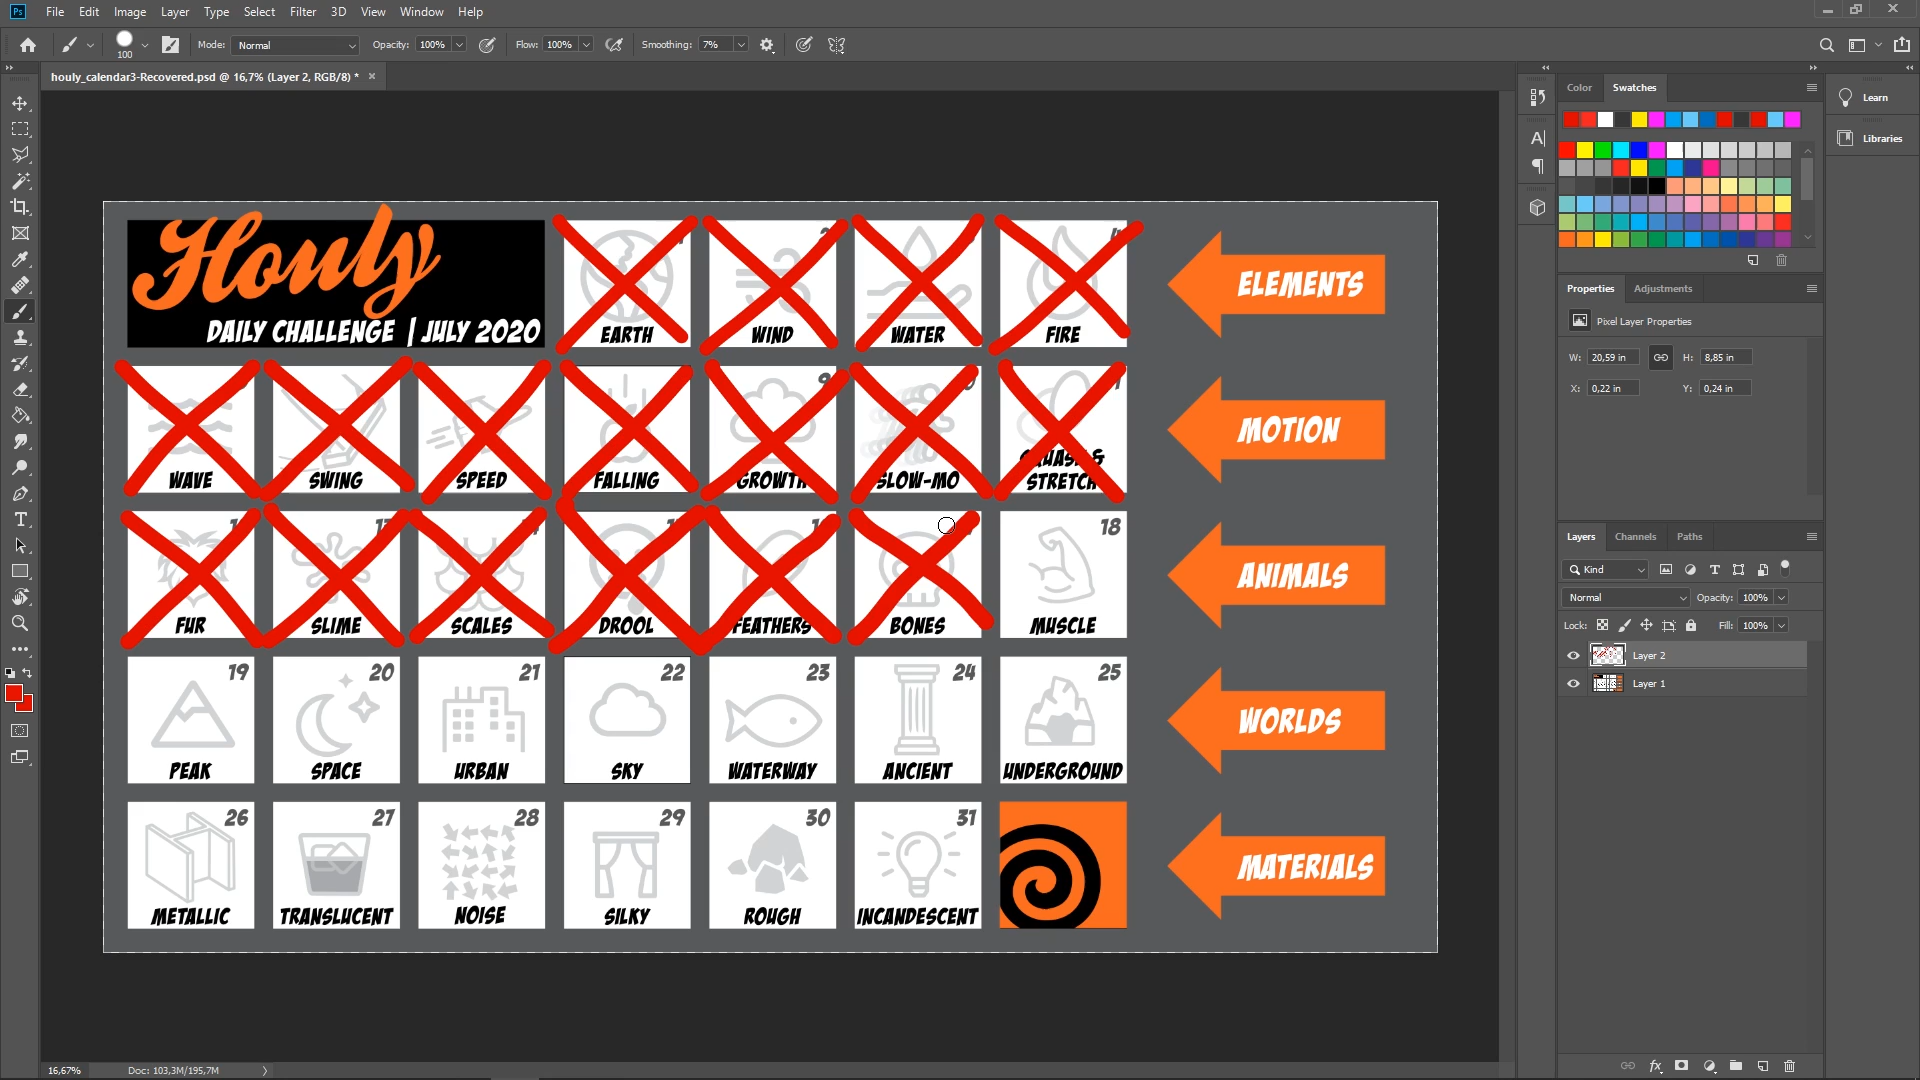 Ps File Edit Image Layer Type Select Filter 3D View Window Help
100 Mode: Normal Opacity: 100% Flow: 100% Smoothing: 7%
houly_calendar3-Recovered.psd @ 16,7% (Layer 2, RGB/8) *
Houly
DAILY CHALLENGE | JULY 2020
EARTH
WIND
WATER
FIRE
ELEMENTS
WAVE
SWING
SPEED
FALLING
GROWTH
SLOW-MO
SQUASH &
STRETCH
MOTION
FUR
SLIME
SCALES
DROOL
FEATHERS
BONES
18
MUSCLE
ANIMALS
19
PEAK
20
SPACE
21
URBAN
22
SKY
23
WATERWAY
24
ANCIENT
25
UNDERGROUND
WORLDS
26
METALLIC
27
TRANSLUCENT
28
NOISE
29
SILKY
30
ROUGH
31
INCANDESCENT
MATERIALS
16,67% Doc: 103,3M/195,7M
Color Swatches
Learn
Libraries
Properties Adjustments
Pixel Layer Properties
W: 20,59 in H: 8,85 in
X: 0,22 in Y: 0,24 in
Layers Channels Paths
Kind
Normal Opacity: 100%
Lock: Fill: 100%
Layer 2
Layer 1